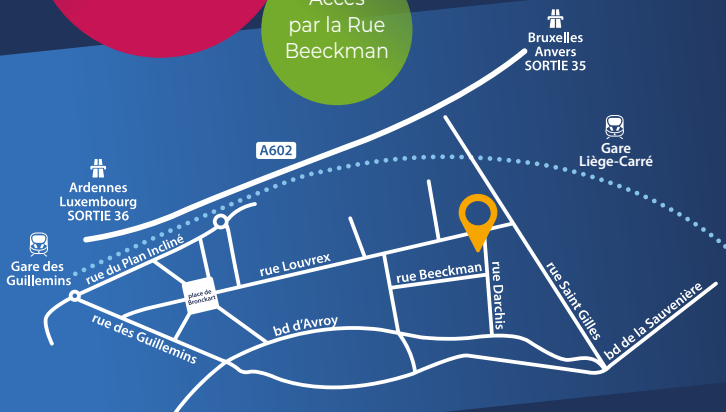 Accès
par la Rue
Beeckman
Bruxelles
Anvers
SORTIE 35
A602
Gare
Liège-Carré
Ardennes
Luxembourg
SORTIE 36
Gare des
Guillemins
rue du Plan Incliné
rue Louvrex
rue Beeckman
rue Darchis
rue Saint Gilles
place de
Bronckart
rue des Guillemins
bd d'Avroy
bd de la Sauvenière